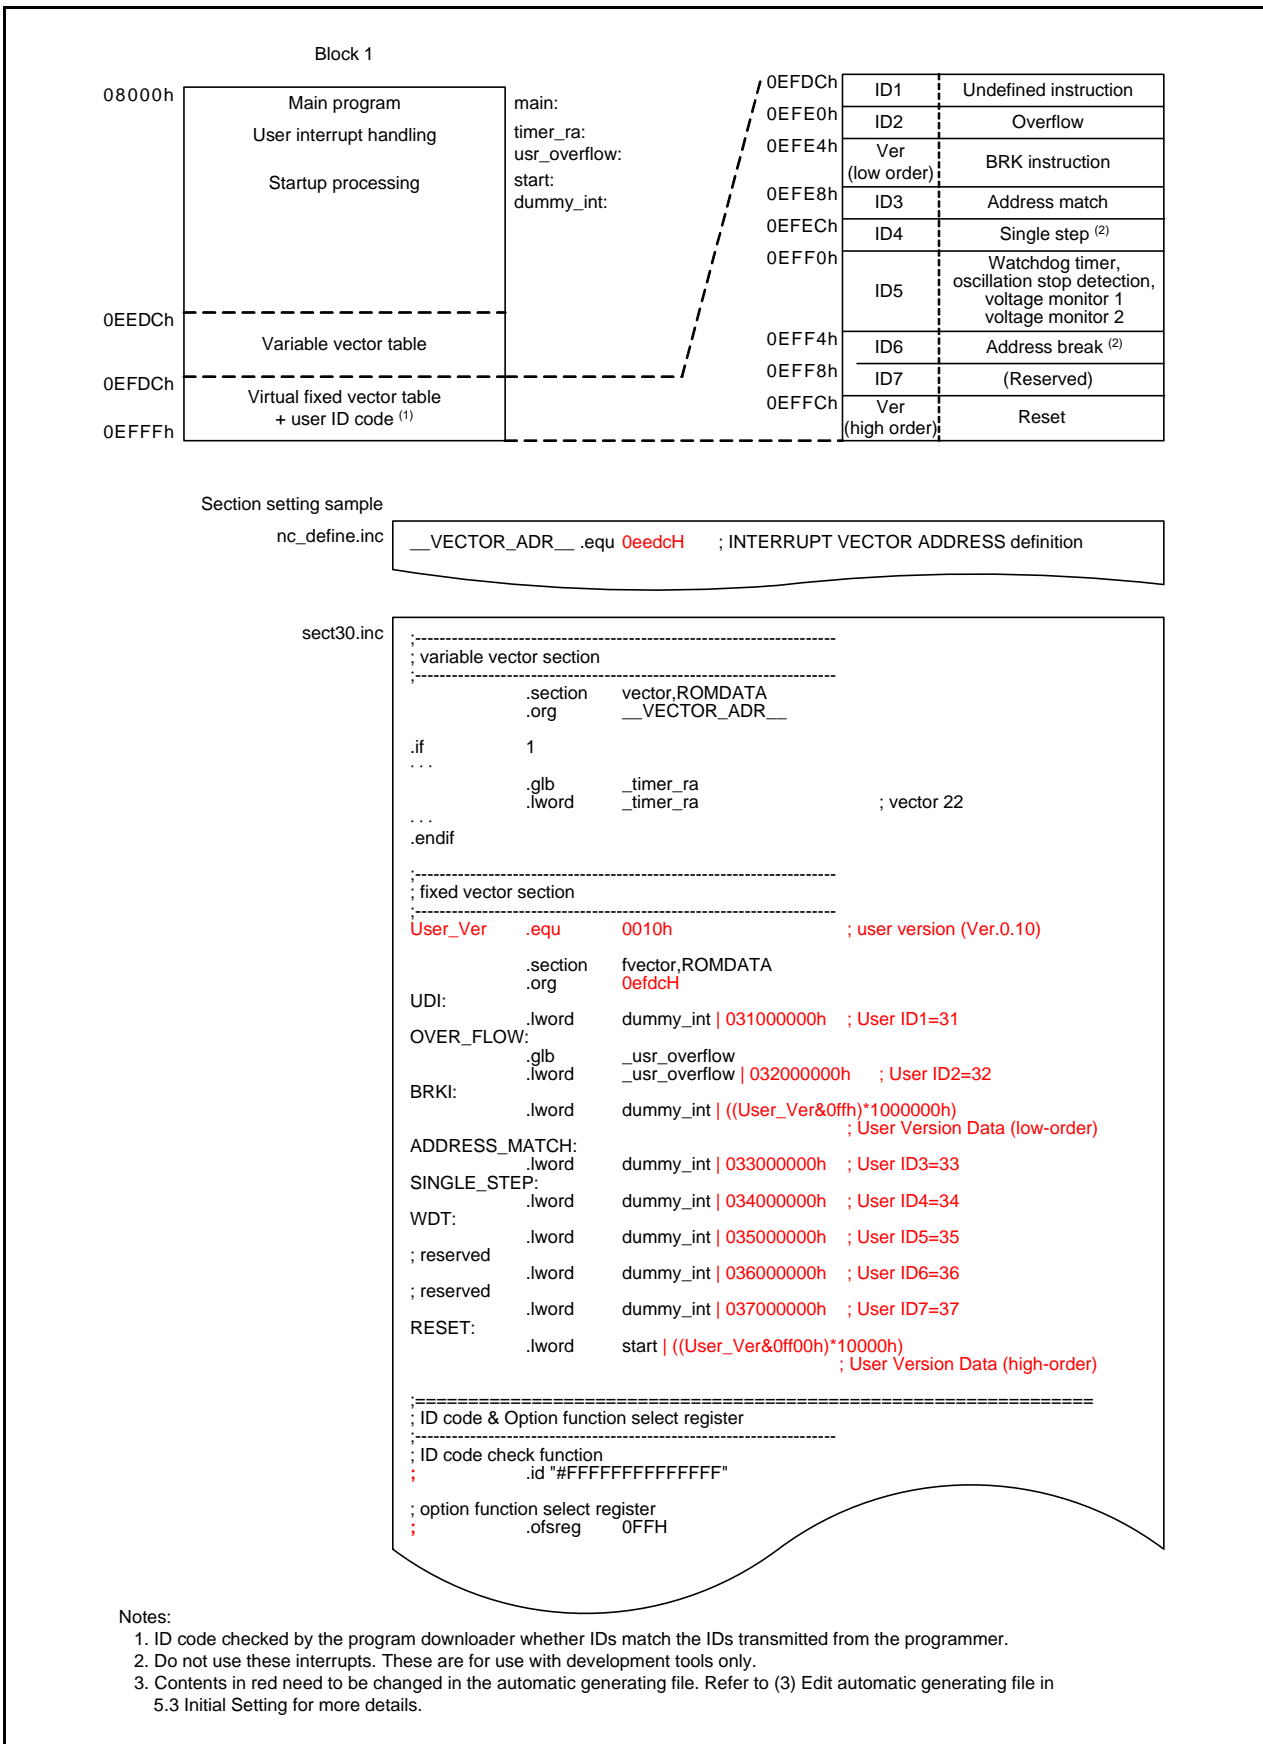 Block 1
08000h
Main program
main:
User interrupt handling
timer_ra:
usr_overflow:
Startup processing
start:
dummy_int:
0EEDCh
Variable vector table
0EFDCh
Virtual fixed vector table
+ user ID code (1)
0EFFFh
0EFDCh
ID1
Undefined instruction
0EFE0h
ID2
Overflow
0EFE4h
Ver
(low order)
BRK instruction
0EFE8h
ID3
Address match
0EFECh
ID4
Single step (2)
0EFF0h
ID5
Watchdog timer,
oscillation stop detection,
voltage monitor 1
voltage monitor 2
0EFF4h
ID6
Address break (2)
0EFF8h
ID7
(Reserved)
0EFFCh
Ver
(high order)
Reset
Section setting sample
nc_define.inc
__VECTOR_ADR__ .equ 0eedcH ; INTERRUPT VECTOR ADDRESS definition
sect30.inc
;---------------------------------------------------------------------
; variable vector section
;---------------------------------------------------------------------
.section vector,ROMDATA
.org __VECTOR_ADR__
.if 1
. . .
.glb _timer_ra
.lword _timer_ra ; vector 22
. . .
.endif
;---------------------------------------------------------------------
; fixed vector section
;---------------------------------------------------------------------
User_Ver .equ 0010h ; user version (Ver.0.10)
.section fvector,ROMDATA
.org 0efdcH
UDI:
.lword dummy_int | 031000000h ; User ID1=31
OVER_FLOW:
.glb _usr_overflow
.lword _usr_overflow | 032000000h ; User ID2=32
BRKI:
.lword dummy_int | ((User_Ver&0ffh)*1000000h)
; User Version Data (low-order)
ADDRESS_MATCH:
.lword dummy_int | 033000000h ; User ID3=33
SINGLE_STEP:
.lword dummy_int | 034000000h ; User ID4=34
WDT:
.lword dummy_int | 035000000h ; User ID5=35
; reserved
.lword dummy_int | 036000000h ; User ID6=36
; reserved
.lword dummy_int | 037000000h ; User ID7=37
RESET:
.lword start | ((User_Ver&0ff00h)*10000h)
; User Version Data (high-order)
;================================================================
; ID code & Option function select register
;---------------------------------------------------------------------
; ID code check function
; .id "#FFFFFFFFFFFFFF"
; option function select register
; .ofsreg 0FFH
Notes:
1. ID code checked by the program downloader whether IDs match the IDs transmitted from the programmer.
2. Do not use these interrupts. These are for use with development tools only.
3. Contents in red need to be changed in the automatic generating file. Refer to (3) Edit automatic generating file in
5.3 Initial Setting for more details.